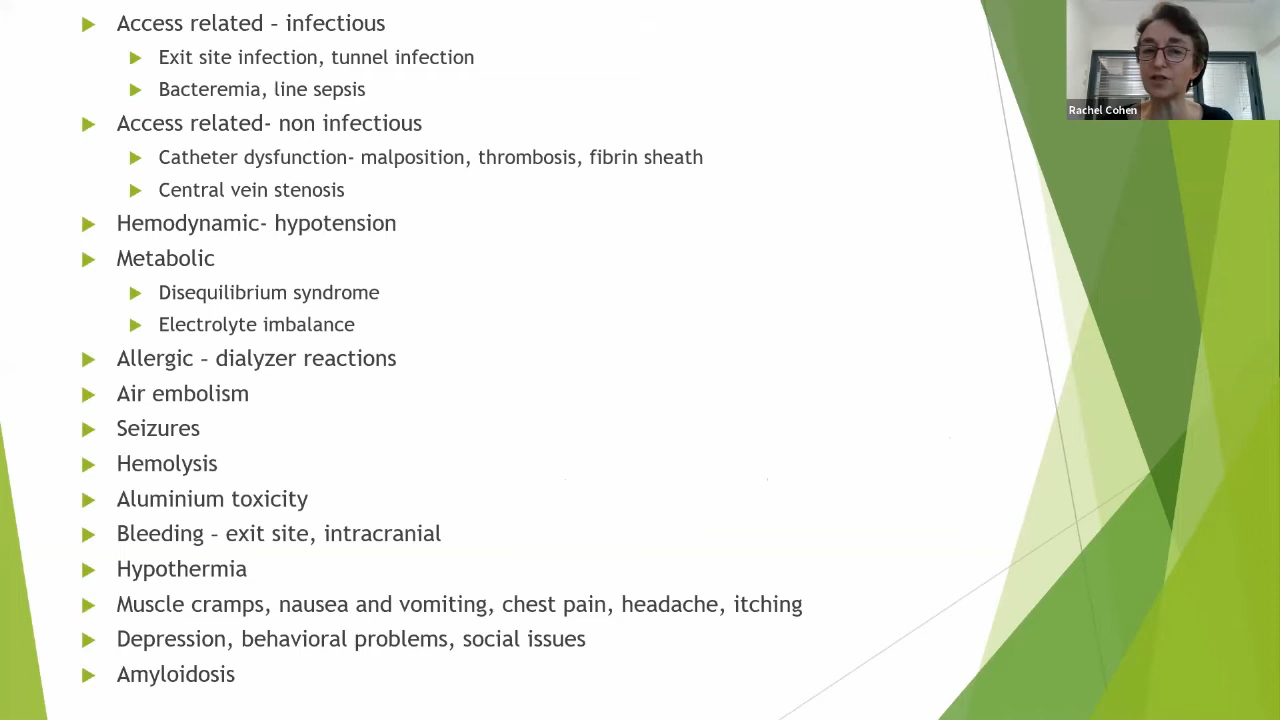 Access related – infectious
Exit site infection, tunnel infection
Bacteremia, line sepsis
Access related- non infectious
Catheter dysfunction- malposition, thrombosis, fibrin sheath
Central vein stenosis
Hemodynamic- hypotension
Metabolic
Disequilibrium syndrome
Electrolyte imbalance
Allergic – dialyzer reactions
Air embolism
Seizures
Hemolysis
Aluminium toxicity
Bleeding – exit site, intracranial
Hypothermia
Muscle cramps, nausea and vomiting, chest pain, headache, itching
Depression, behavioral problems, social issues
Amyloidosis
Rachel Cohen